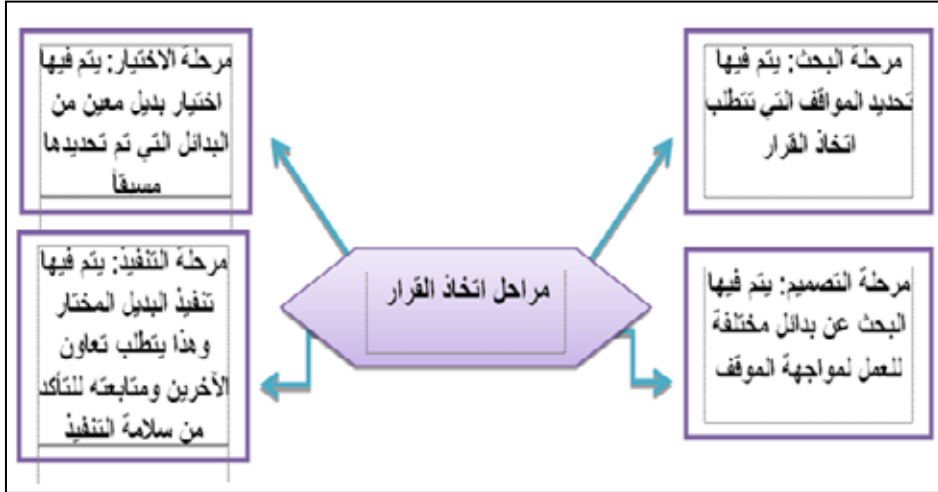 مراحل اتخاذ القرار
مرحلة البحث: يتم فيها
تحديد المواقف التي تتطلب
اتخاذ القرار
مرحلة التصميم: يتم فيها
البحث عن بدائل مختلفة
للعمل لمواجهة الموقف
مرحلة الاختيار: يتم فيها
اختيار بديل معين من
البدائل التي تم تحديدها
مسبقاً
مرحلة التنفيذ: يتم فيها
تنفيذ البديل المختار
وهذا يتطلب تعاون
الآخرين ومتابعته للتأكد
من سلامة التنفيذ